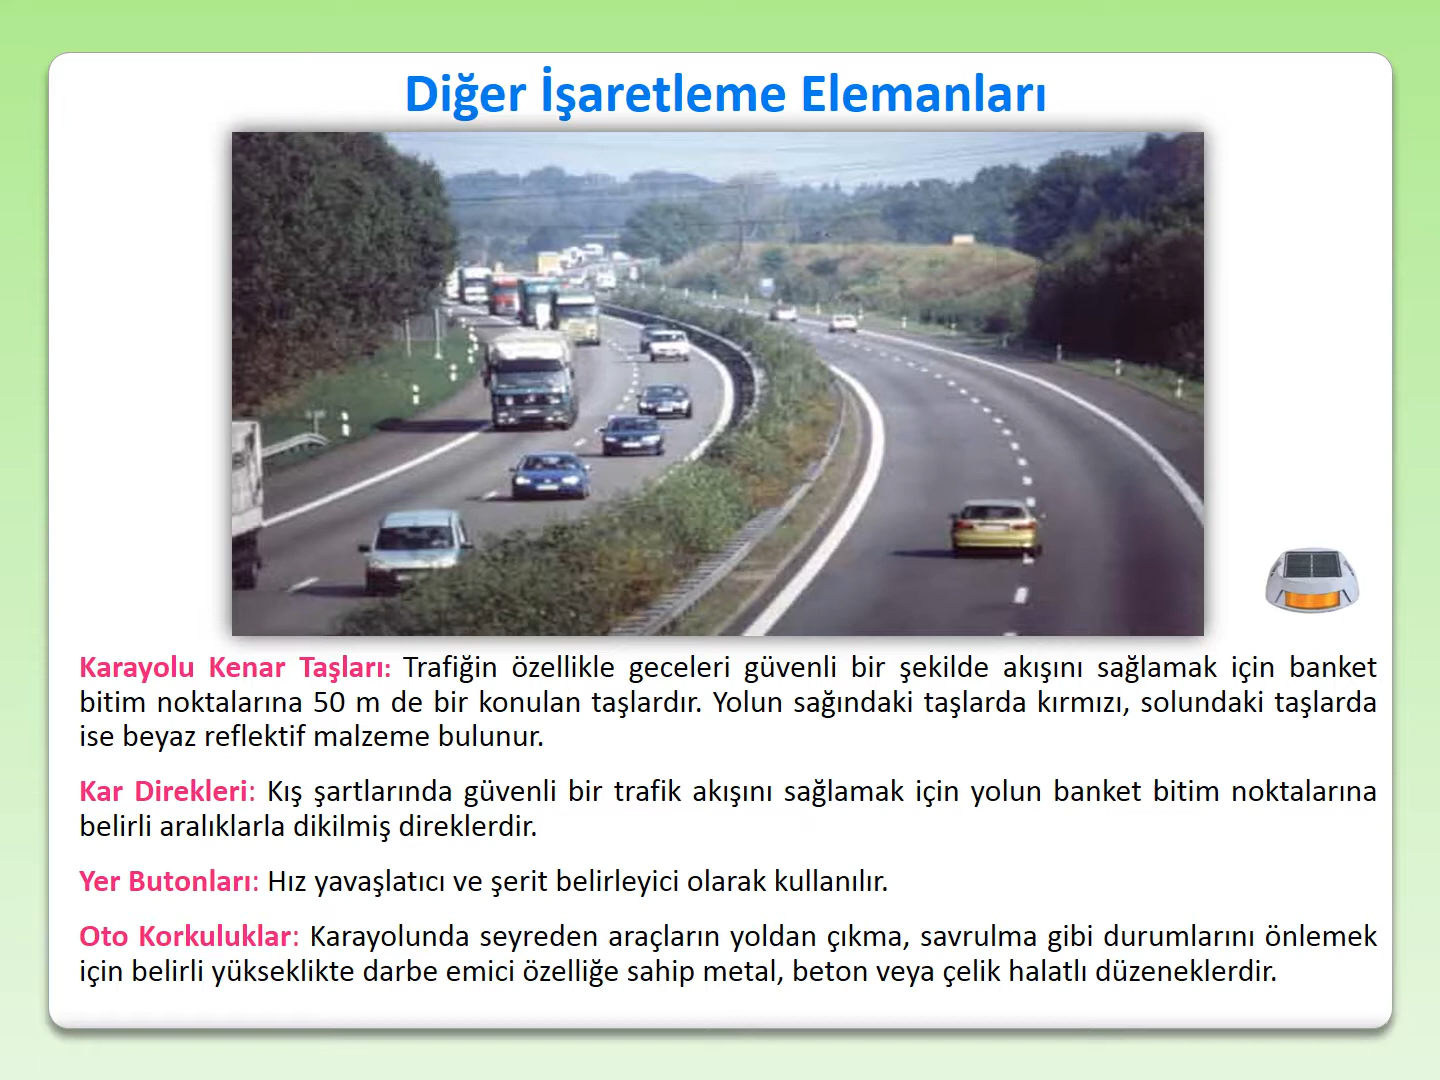 Diğer İşaretleme Elemanları
Karayolu Kenar Taşları: Trafiğin özellikle geceleri güvenli bir şekilde akışını sağlamak için banket
bitim noktalarına 50 m de bir konulan taşlardır. Yolun sağındaki taşlarda kırmızı, solundaki taşlarda
ise beyaz reflektif malzeme bulunur.
Kar Direkleri: Kış şartlarında güvenli bir trafik akışını sağlamak için yolun banket bitim noktalarına
belirli aralıklarla dikilmiş direklerdir.
Yer Butonları: Hız yavaşlatıcı ve şerit belirleyici olarak kullanılır.
Oto Korkuluklar: Karayolunda seyreden araçların yoldan çıkma, savrulma gibi durumlarını önlemek
için belirli yükseklikte darbe emici özelliğe sahip metal, beton veya çelik halatlı düzeneklerdir.